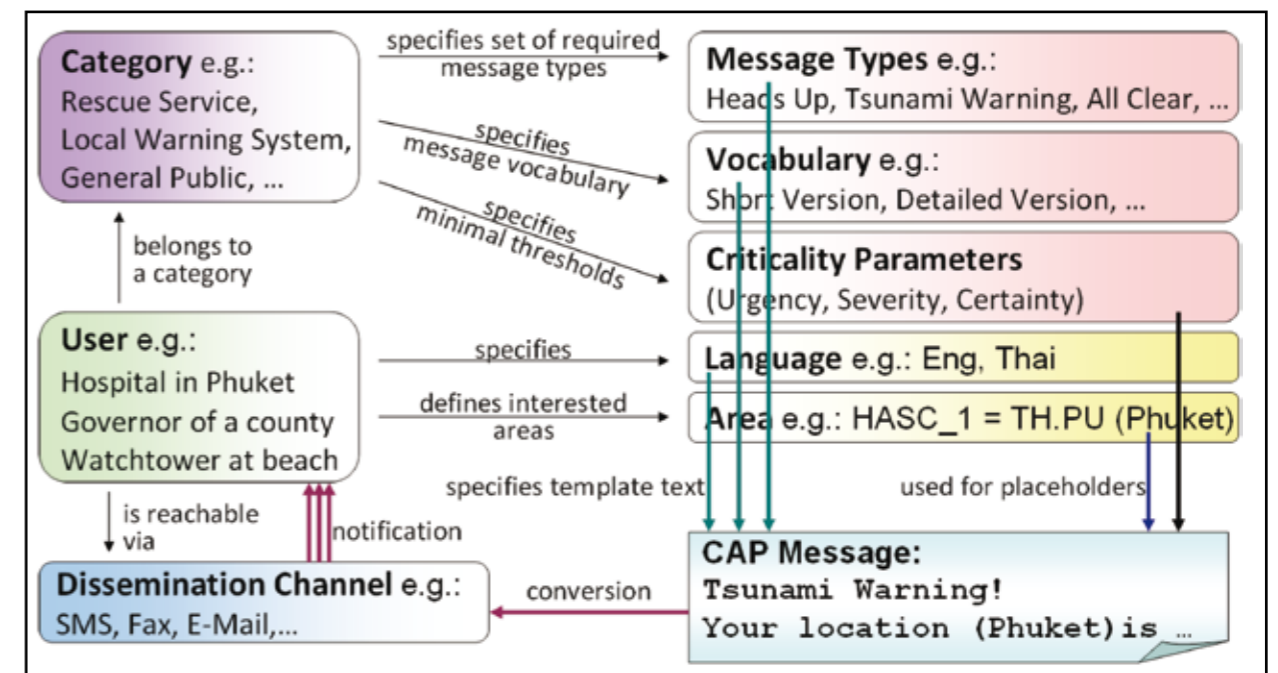 Category e.g.:
Rescue Service,
Local Warning System,
General Public, ...
specifies set of required
message types
specifies
message vocabulary
specifies
minimal thresholds
Message Types e.g.:
Heads Up, Tsunami Warning, All Clear, ...
Vocabulary e.g.:
Short Version, Detailed Version, ...
Criticality Parameters
(Urgency, Severity, Certainty)
belongs to
a category
User e.g.:
Hospital in Phuket
Governor of a county
Watchtower at beach
specifies
defines interested
areas
Language e.g.: Eng, Thai
Area e.g.: HASC_1 = TH.PU (Phuket)
specifies template text
used for placeholders
is reachable
via
notification
Dissemination Channel e.g.:
SMS, Fax, E-Mail,...
conversion
CAP Message:
Tsunami Warning!
Your location (Phuket)is …